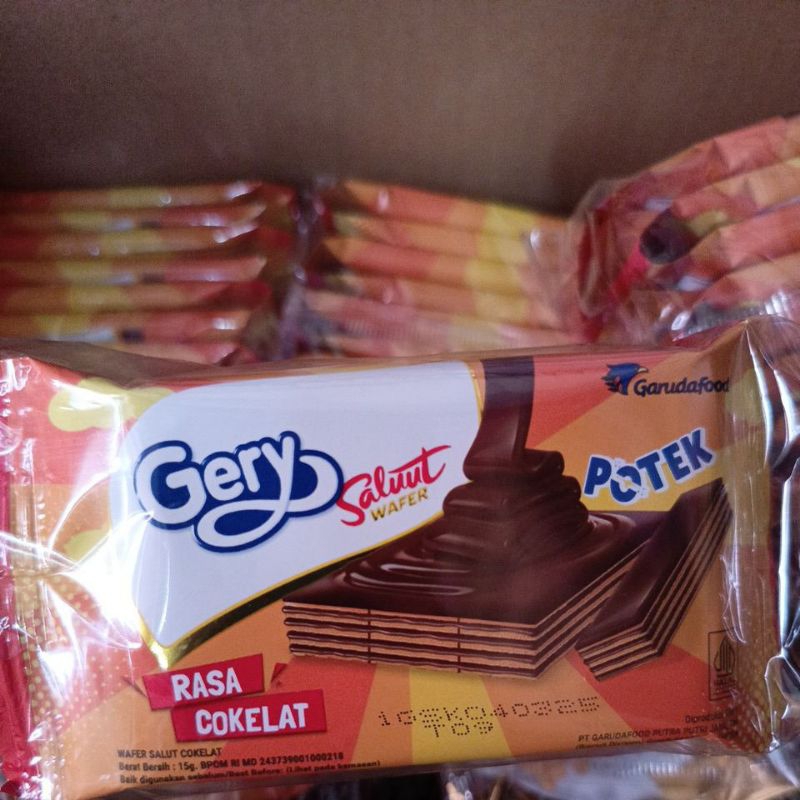 Garudafood
Gery
Saluut
WAFER
POTEK
RASA
COKELAT
WAFER SALUT COKELAT
Berat Bersih : 15g. BPOM RI MD 243739001000218
Baik digunakan sebelum/Best Before: (Lihat pada kemasan)
PT GARUDAFOOD PUTRA PUTRI